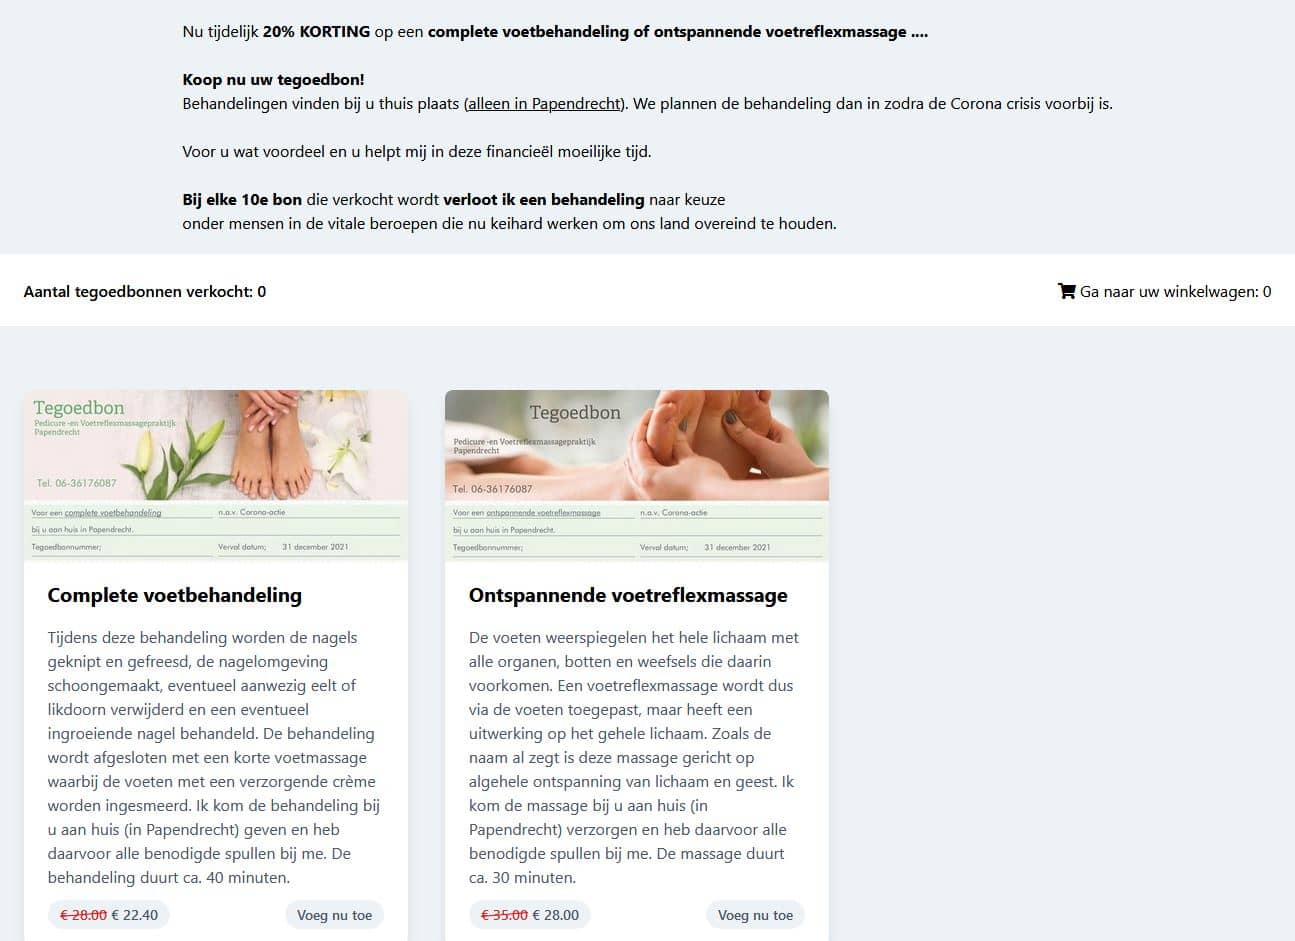 Nu tijdelijk 20% KORTING op een complete voetbehandeling of ontspannende voetreflexmassage ....
Koop nu uw tegoedbon!
Behandelingen vinden bij u thuis plaats (alleen in Papendrecht). We plannen de behandeling dan in zodra de Corona crisis voorbij is.
Voor u wat voordeel en u helpt mij in deze financieël moeilijke tijd.
Bij elke 10e bon die verkocht wordt verloot ik een behandeling naar keuze
onder mensen in de vitale beroepen die nu keihard werken om ons land overeind te houden.
Aantal tegoedbonnen verkocht: 0
Ga naar uw winkelwagen: 0
Tegoedbon
Pedicure -en Voetreflexmassagepraktijk
Papendrecht
Tel. 06-36176087
Voor een complete voetbehandeling
n.a.v. Corona-actie
bij u aan huis in Papendrecht.
Tegoedbonnummer;
Verval datum; 31 december 2021
Complete voetbehandeling
Tijdens deze behandeling worden de nagels
geknipt en gefreesd, de nagelomgeving
schoongemaakt, eventueel aanwezig eelt of
likdoorn verwijderd en een eventueel
ingroeiende nagel behandeld. De behandeling
wordt afgesloten met een korte voetmassage
waarbij de voeten met een verzorgende crème
worden ingesmeerd. Ik kom de behandeling bij
u aan huis (in Papendrecht) geven en heb
daarvoor alle benodigde spullen bij me. De
behandeling duurt ca. 40 minuten.
€ 28.00 € 22.40
Voeg nu toe
Tegoedbon
Pedicure -en Voetreflexmassagepraktijk
Papendrecht
Tel. 06-36176087
Voor een ontspannende voetreflexmassage
n.a.v. Corona-actie
bij u aan huis in Papendrecht.
Tegoedbonnummer;
Verval datum; 31 december 2021
Ontspannende voetreflexmassage
De voeten weerspiegelen het hele lichaam met
alle organen, botten en weefsels die daarin
voorkomen. Een voetreflexmassage wordt dus
via de voeten toegepast, maar heeft een
uitwerking op het gehele lichaam. Zoals de
naam al zegt is deze massage gericht op
algehele ontspanning van lichaam en geest. Ik
kom de massage bij u aan huis (in
Papendrecht) verzorgen en heb daarvoor alle
benodigde spullen bij me. De massage duurt
ca. 30 minuten.
€ 35.00 € 28.00
Voeg nu toe